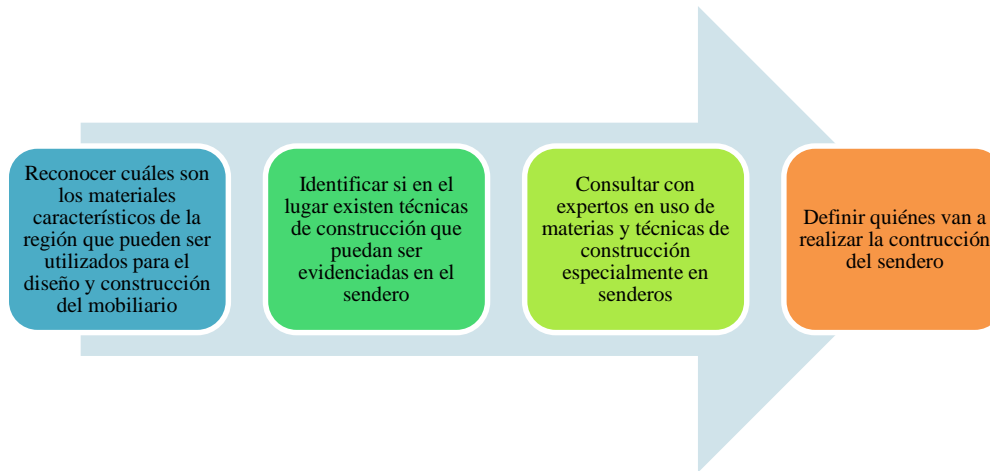 Reconocer cuáles son
los materiales
característicos de la
región que pueden ser
utilizados para el
diseño y construcción
del mobiliario
Identificar si en el
lugar existen técnicas
de construcción que
puedan ser
evidenciadas en el
sendero
Consultar con
expertos en uso de
materias y técnicas de
construcción
especialmente en
senderos
Definir quiénes van a
realizar la contrucción
del sendero